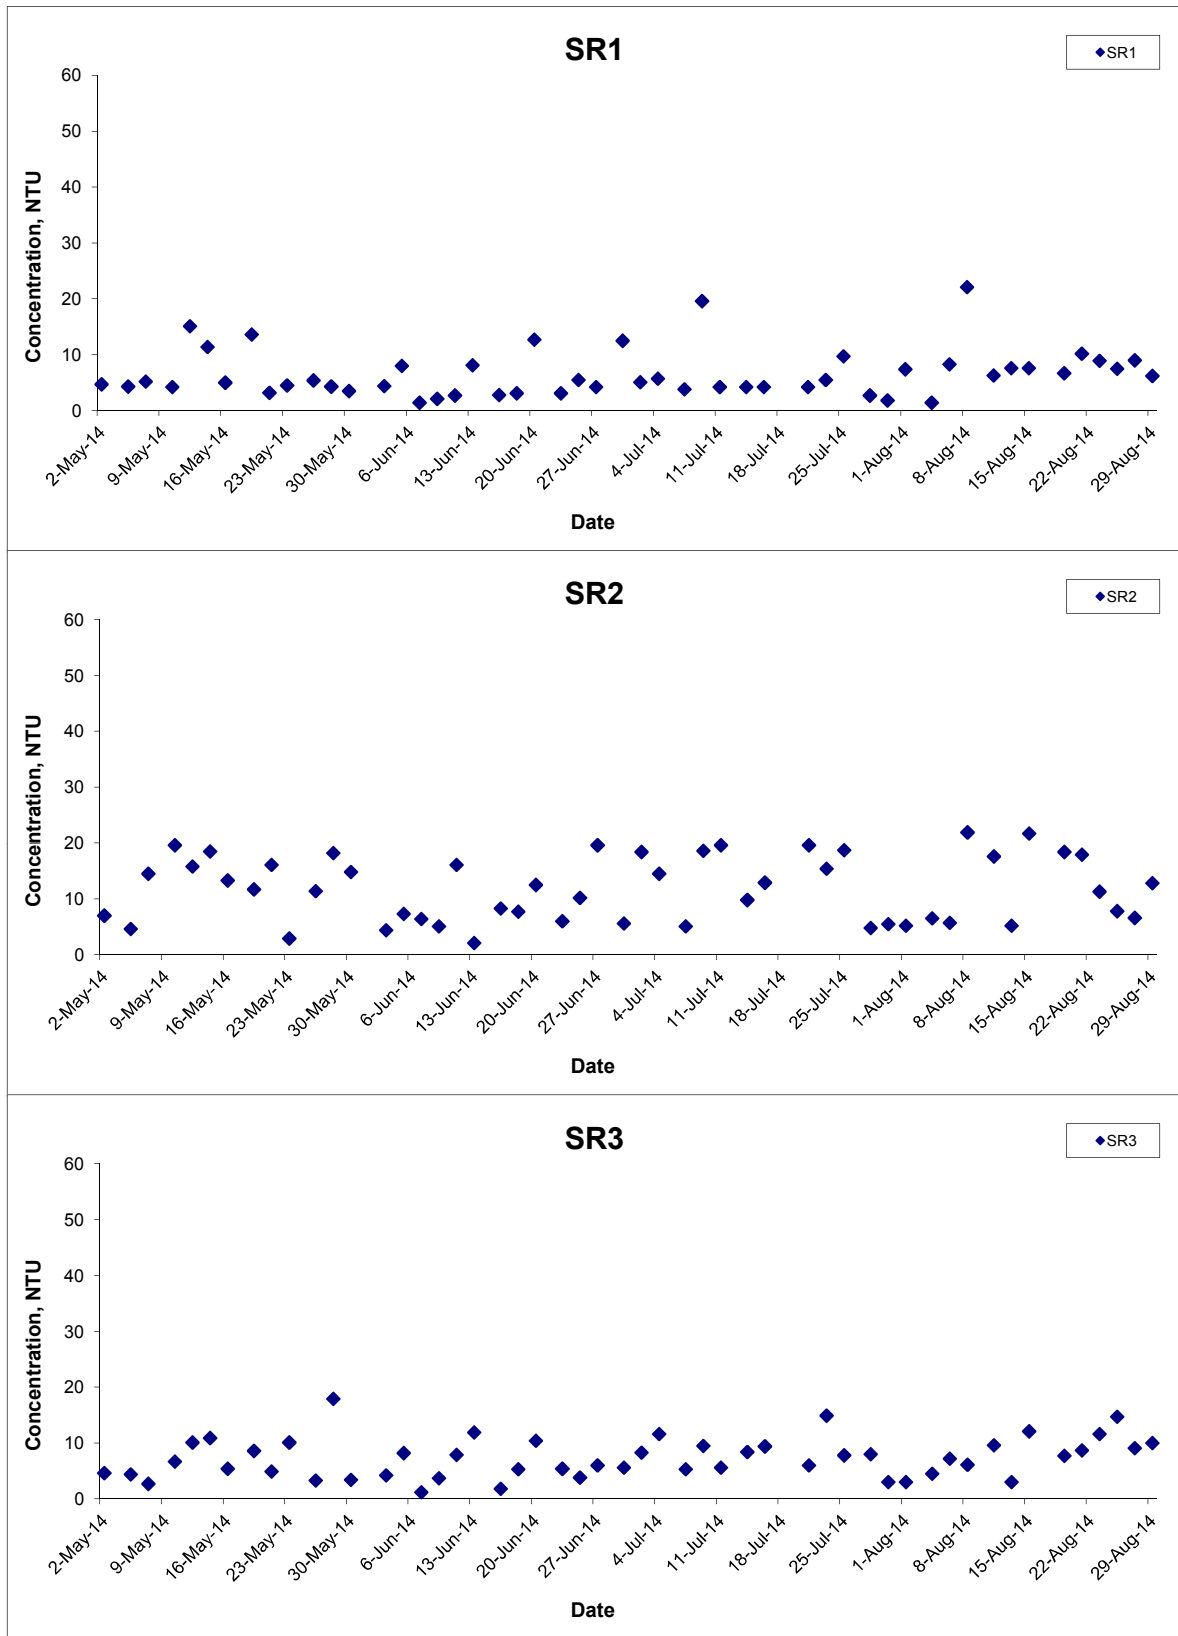 SR1
SR1
60
50
40
30
20
10
0
Concentration, NTU
2-May-14
9-May-14
16-May-14
23-May-14
30-May-14
6-Jun-14
13-Jun-14
20-Jun-14
27-Jun-14
4-Jul-14
11-Jul-14
18-Jul-14
25-Jul-14
1-Aug-14
8-Aug-14
15-Aug-14
22-Aug-14
29-Aug-14
Date
SR2
SR2
60
50
40
30
20
10
0
Concentration, NTU
2-May-14
9-May-14
16-May-14
23-May-14
30-May-14
6-Jun-14
13-Jun-14
20-Jun-14
27-Jun-14
4-Jul-14
11-Jul-14
18-Jul-14
25-Jul-14
1-Aug-14
8-Aug-14
15-Aug-14
22-Aug-14
29-Aug-14
Date
SR3
SR3
60
50
40
30
20
10
0
Concentration, NTU
2-May-14
9-May-14
16-May-14
23-May-14
30-May-14
6-Jun-14
13-Jun-14
20-Jun-14
27-Jun-14
4-Jul-14
11-Jul-14
18-Jul-14
25-Jul-14
1-Aug-14
8-Aug-14
15-Aug-14
22-Aug-14
29-Aug-14
Date